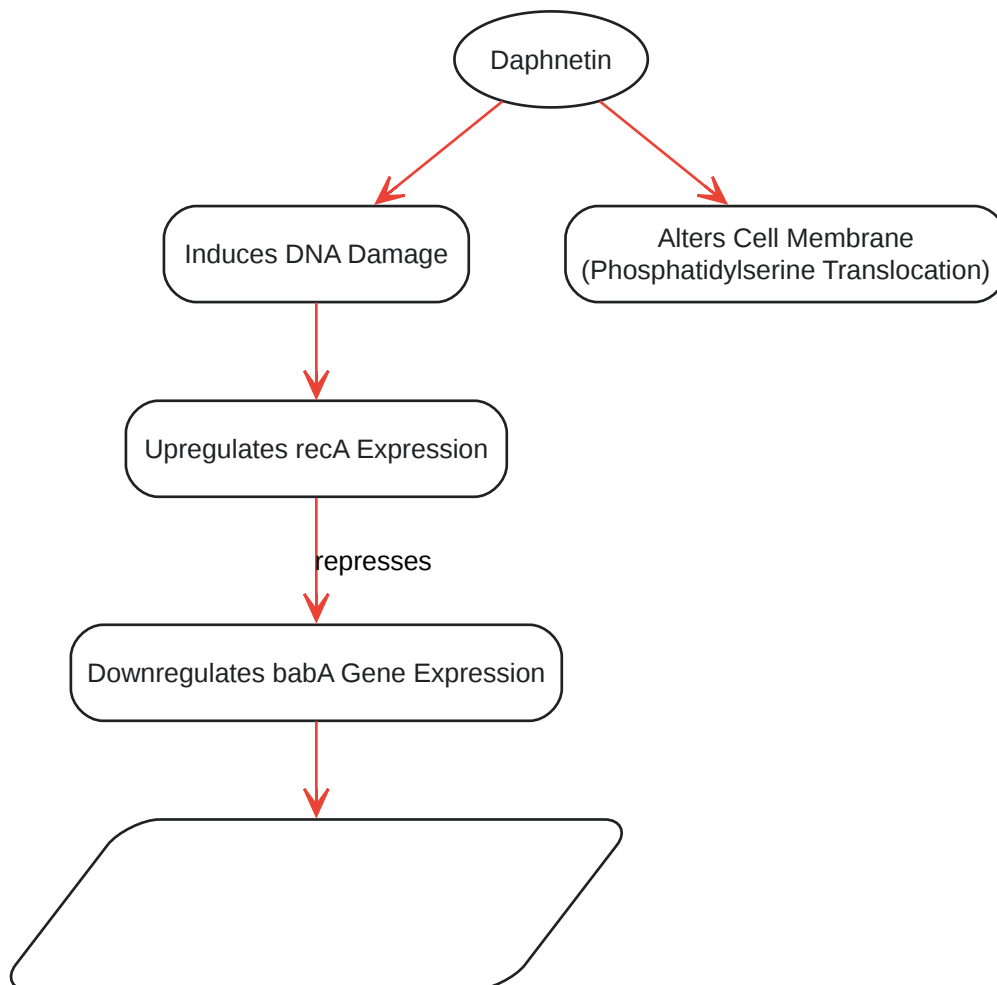 Daphnetin
Induces DNA Damage
Alters Cell Membrane
(Phosphatidylserine Translocation)
Upregulates recA Expression
represses
Downregulates babA Gene Expression